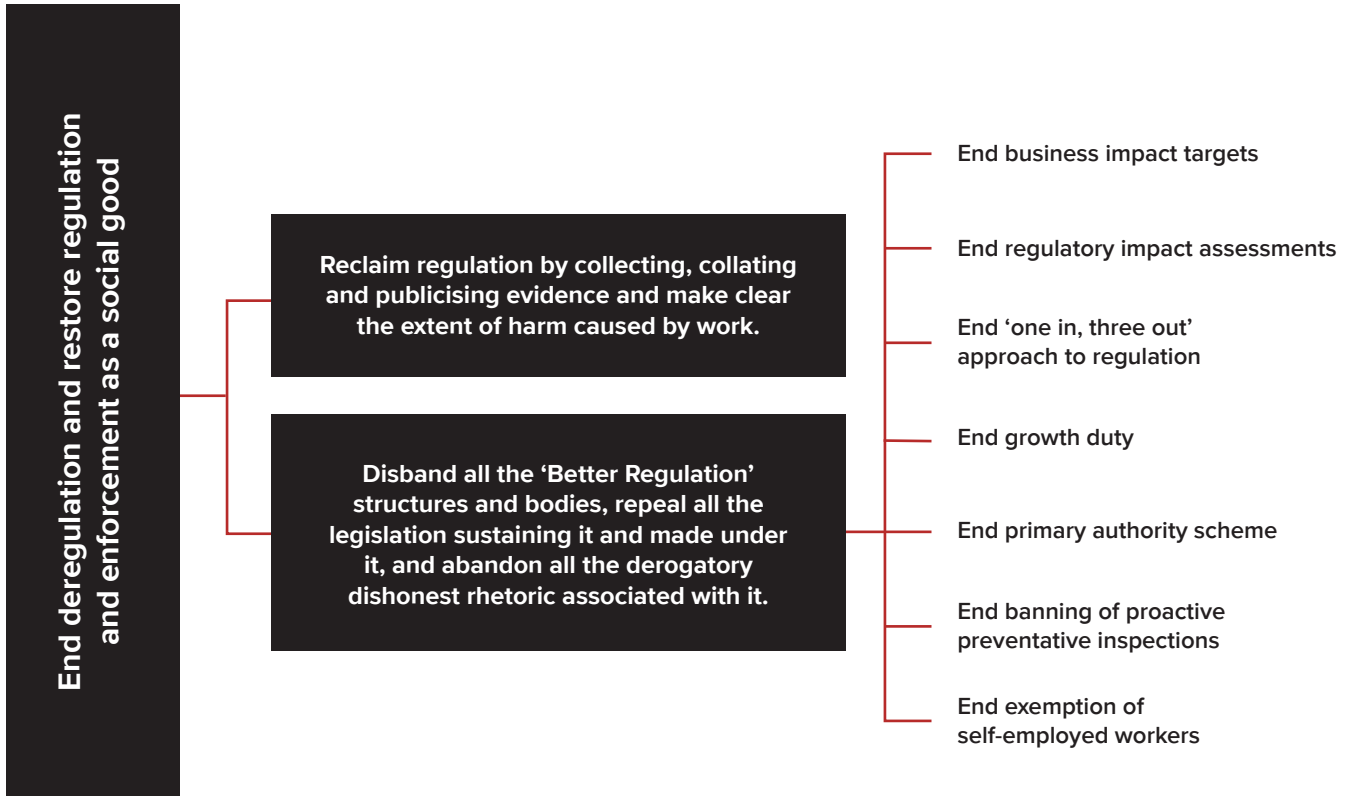 End deregulation and restore regulation
and enforcement as a social good
Reclaim regulation by collecting, collating
and publicising evidence and make clear
the extent of harm caused by work.
Disband all the ‘Better Regulation’
structures and bodies, repeal all the
legislation sustaining it and made under
it, and abandon all the derogatory
dishonest rhetoric associated with it.
End business impact targets
End regulatory impact assessments
End ‘one in, three out’
approach to regulation
End growth duty
End primary authority scheme
End banning of proactive
preventative inspections
End exemption of
self-employed workers